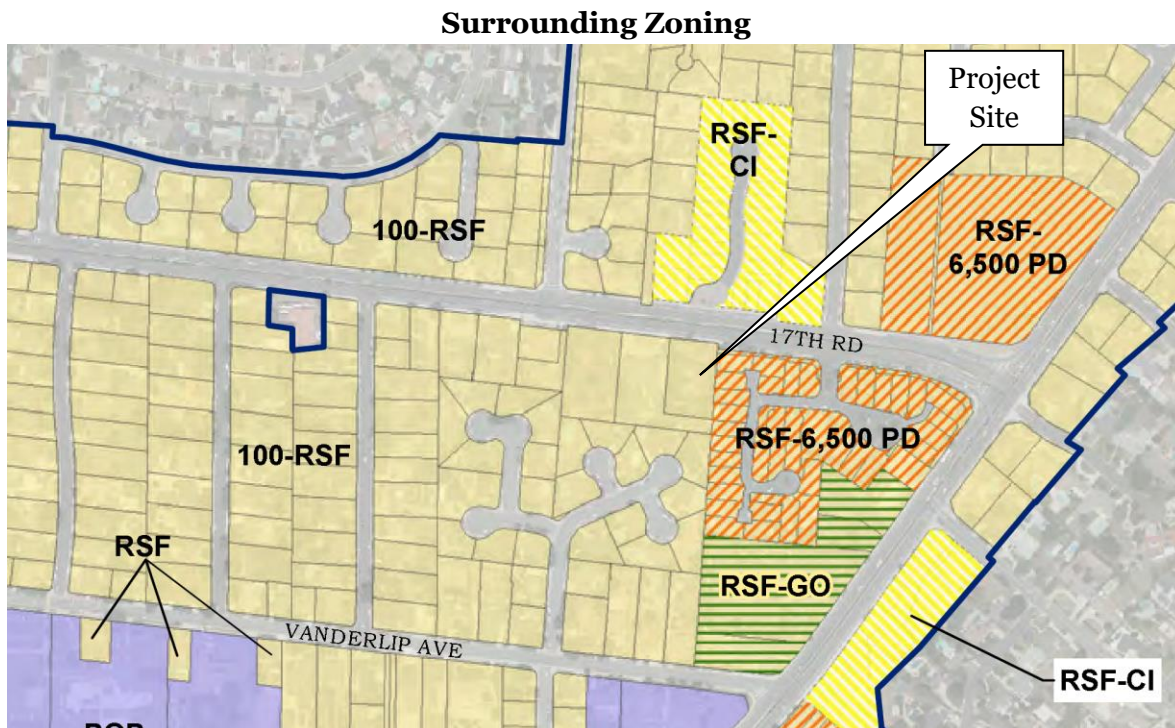 Surrounding Zoning
Project
Site
RSF-
CI
100-RSF
RSF-
6,500 PD
17TH RD
RSF-6,500 PD
100-RSF
RSF
RSF-GO
VANDERLIP AVE
RSF-CI